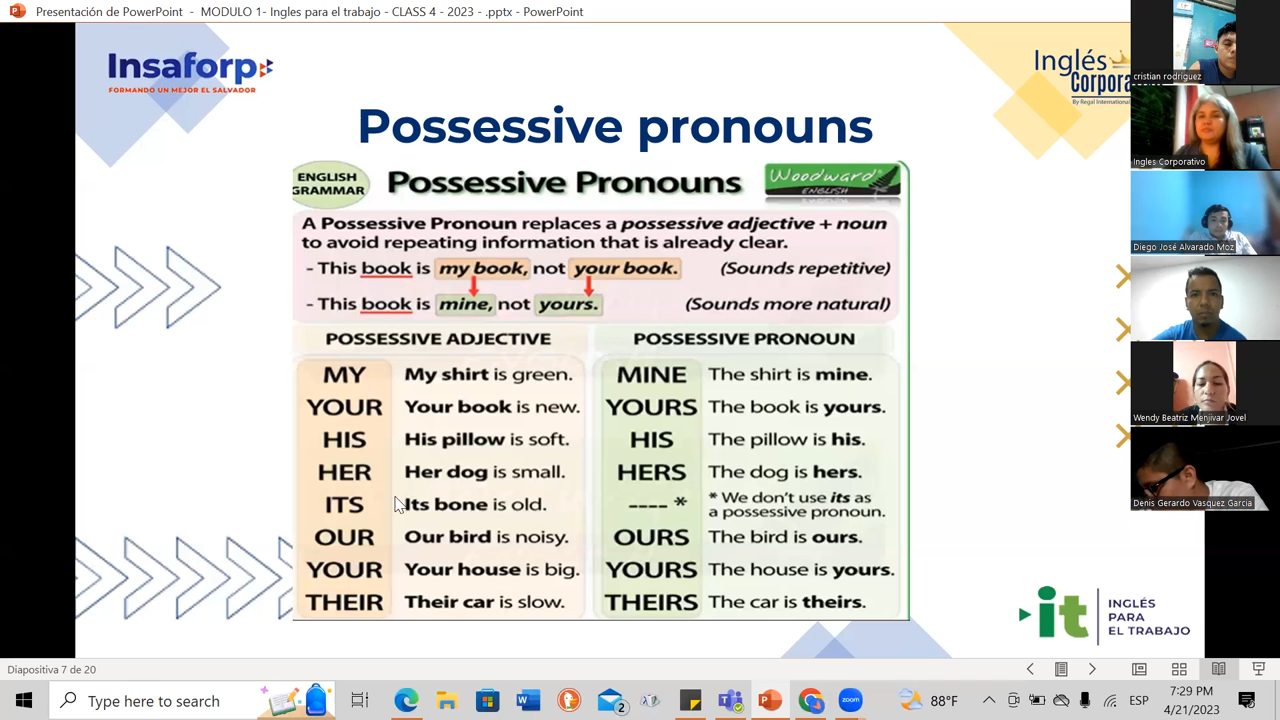 Presentación de PowerPoint - MODULO 1- Ingles para el trabajo - CLASS 4 - 2023 - .pptx - PowerPoint
Insaforp
FORMANDO UN MEJOR EL SALVADOR
Inglés
Corpora
By Regal International
Possessive pronouns
ENGLISH
GRAMMAR
Possessive Pronouns
Woodward
ENGLISH
A Possessive Pronoun replaces a possessive adjective + noun
to avoid repeating information that is already clear.
- This book is my book, not your book. (Sounds repetitive)
- This book is mine, not yours. (Sounds more natural)
POSSESSIVE ADJECTIVE POSSESSIVE PRONOUN
MY My shirt is green. MINE The shirt is mine.
YOUR Your book is new. YOURS The book is yours.
HIS His pillow is soft. HIS The pillow is his.
HER Her dog is small. HERS The dog is hers.
ITS Its bone is old. ---- * * We don't use its as
a possessive pronoun.
OUR Our bird is noisy. OURS The bird is ours.
YOUR Your house is big. YOURS The house is yours.
THEIR Their car is slow. THEIRS The car is theirs.
it INGLÉS
PARA
EL TRABAJO
cristian rodriguez
Ingles Corporativo
Diego José Alvarado Moz
Wendy Beatriz Menjivar Jovel
Denis Gerardo Vasquez Garcia
Diapositiva 7 de 20
Type here to search
2
zoom
88°F
ESP
7:29 PM
4/21/2023